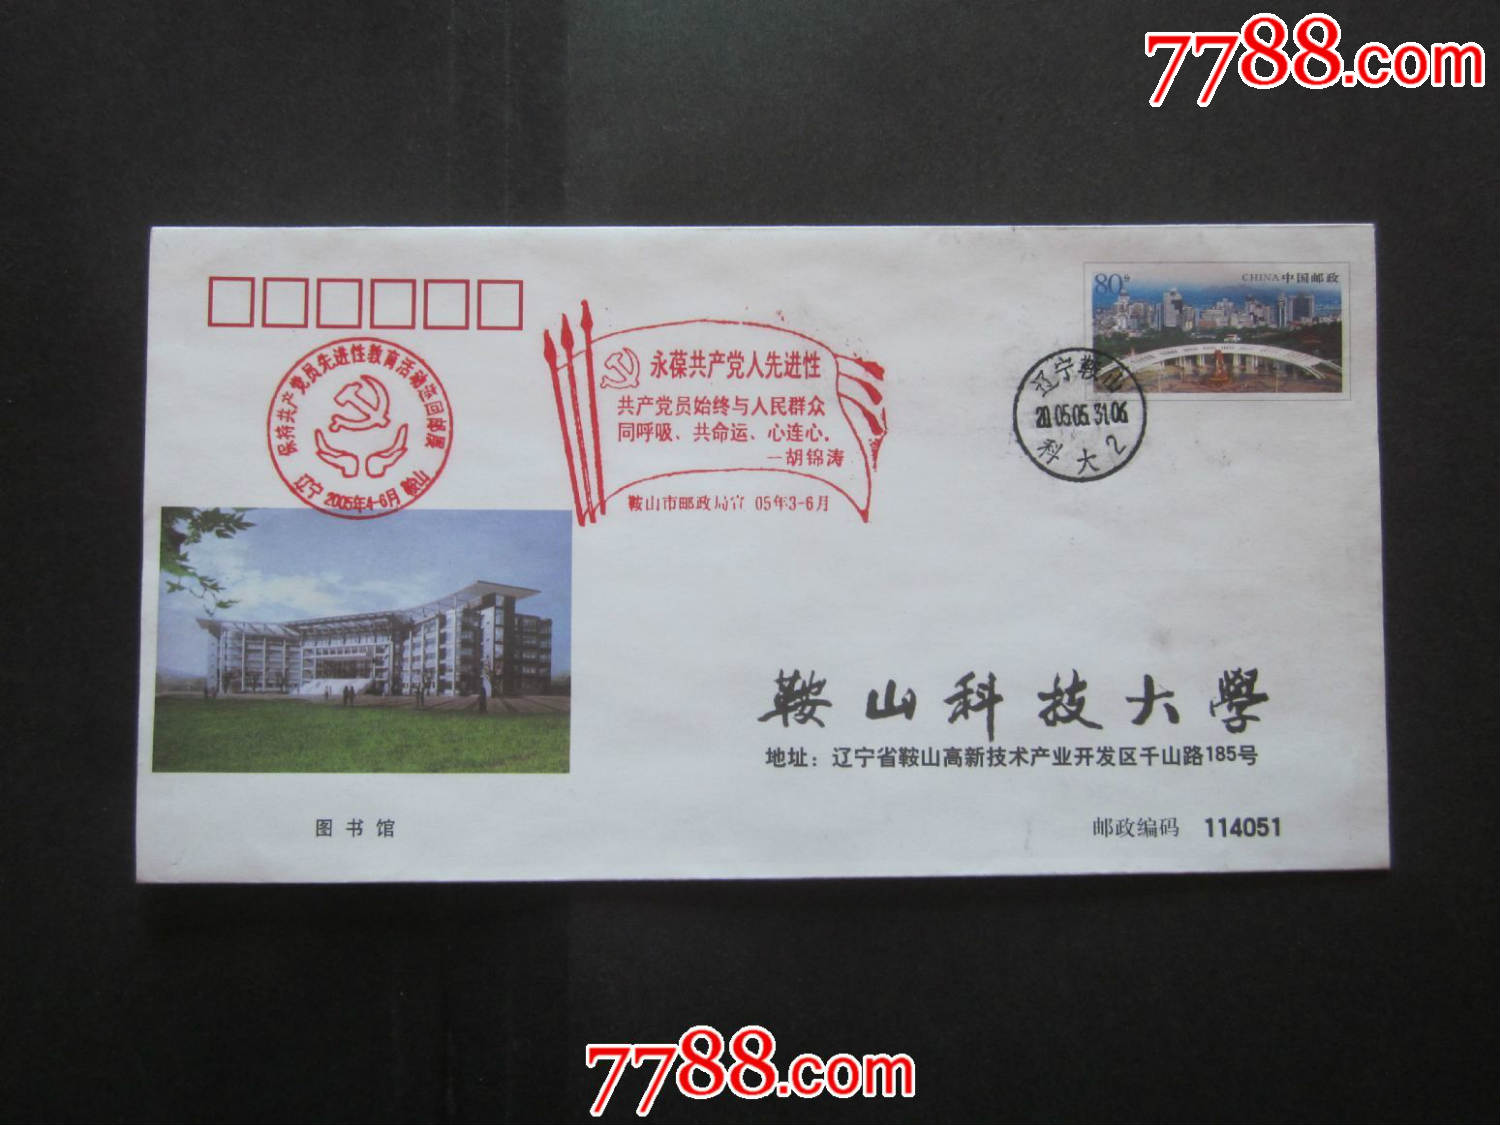 7788.com
80分
CHINA 中国邮政
保持共产党员先进性教育活动巡回邮展
辽宁 2005年4-6月 鞍山
永葆共产党人先进性
共产党员始终与人民群众
同呼吸、共命运、心连心.
—胡锦涛
鞍山市邮政局宣 05年3-6月
辽宁鞍山
2005.05.31.06
科大2
鞍山科技大學
地址：辽宁省鞍山高新技术产业开发区千山路185号
图书馆
邮政编码 114051
7788.com